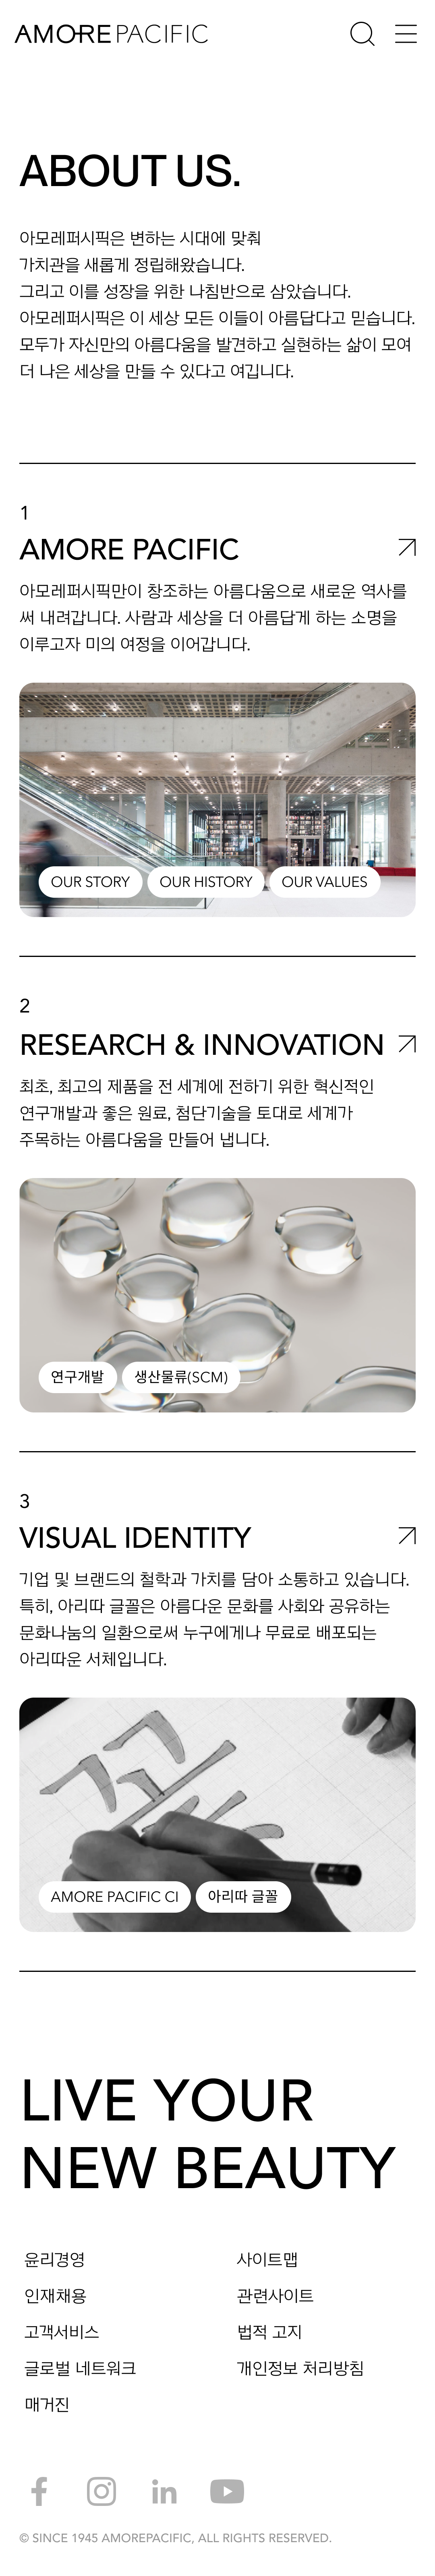 AMOREPACIFIC
ABOUT US.
아모레퍼시픽은 변하는 시대에 맞춰
가치관을 새롭게 정립해왔습니다.
그리고 이를 성장을 위한 나침반으로 삼았습니다.
아모레퍼시픽은 이 세상 모든 이들이 아름답다고 믿습니다.
모두가 자신만의 아름다움을 발견하고 실현하는 삶이 모여
더 나은 세상을 만들 수 있다고 여깁니다.
1
AMORE PACIFIC
아모레퍼시픽만이 창조하는 아름다움으로 새로운 역사를
써 내려갑니다. 사람과 세상을 더 아름답게 하는 소명을
이루고자 미의 여정을 이어갑니다.
OUR STORY OUR HISTORY OUR VALUES
2
RESEARCH & INNOVATION
최초, 최고의 제품을 전 세계에 전하기 위한 혁신적인
연구개발과 좋은 원료, 첨단기술을 토대로 세계가
주목하는 아름다움을 만들어 냅니다.
연구개발 생산물류(SCM)
3
VISUAL IDENTITY
기업 및 브랜드의 철학과 가치를 담아 소통하고 있습니다.
특히, 아리따 글꼴은 아름다운 문화를 사회와 공유하는
문화나눔의 일환으로써 누구에게나 무료로 배포되는
아리따운 서체입니다.
AMORE PACIFIC CI 아리따 글꼴
LIVE YOUR
NEW BEAUTY
윤리경영 사이트맵
인재채용 관련사이트
고객서비스 법적 고지
글로벌 네트워크 개인정보 처리방침
매거진
© SINCE 1945 AMOREPACIFIC, ALL RIGHTS RESERVED.